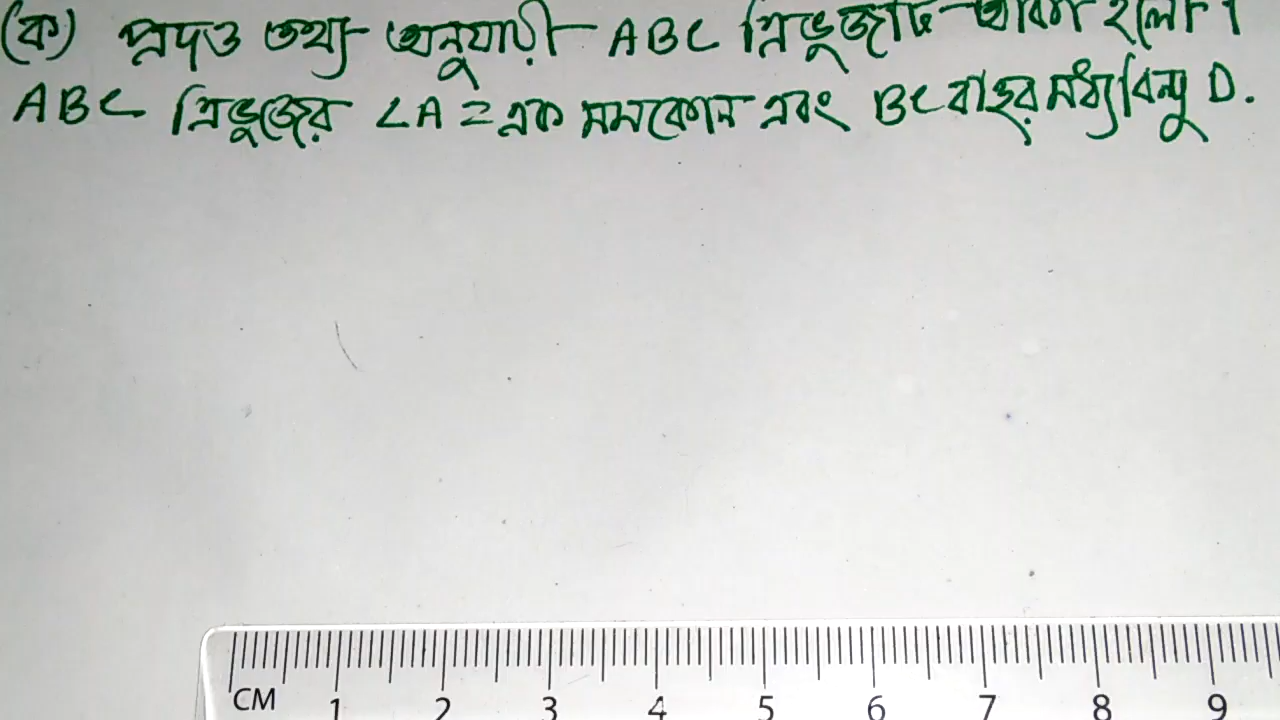 (ক) প্রদত্ত তথ্য অনুযায়ী ABC ত্রিভুজটি আঁকা হলো।
ABC ত্রিভুজের ∠A = এক সমকোন এবং BC বাহুর মধ্যবিন্দু D.
CM 1 2 3 4 5 6 7 8 9